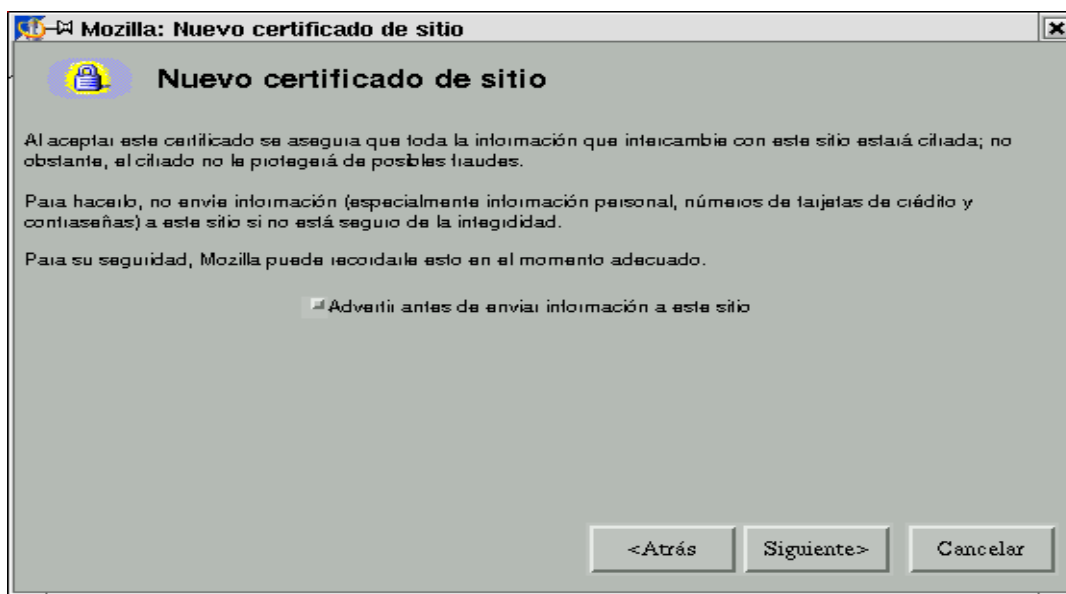 Mozilla: Nuevo certificado de sitio
Nuevo certificado de sitio
Al aceptar este certificado se asegura que toda la información que intercambie con este sitio estará cifrada; no
obstante, el cifrado no le protegerá de posibles fraudes.
Para hacerlo, no envíe información (especialmente información personal, números de tarjetas de crédito y
contraseñas) a este sitio si no está seguro de la integrididad.
Para su seguridad, Mozilla puede recordarle esto en el momento adecuado.
Advertir antes de enviar información a este sitio
<Atrás Siguiente> Cancelar